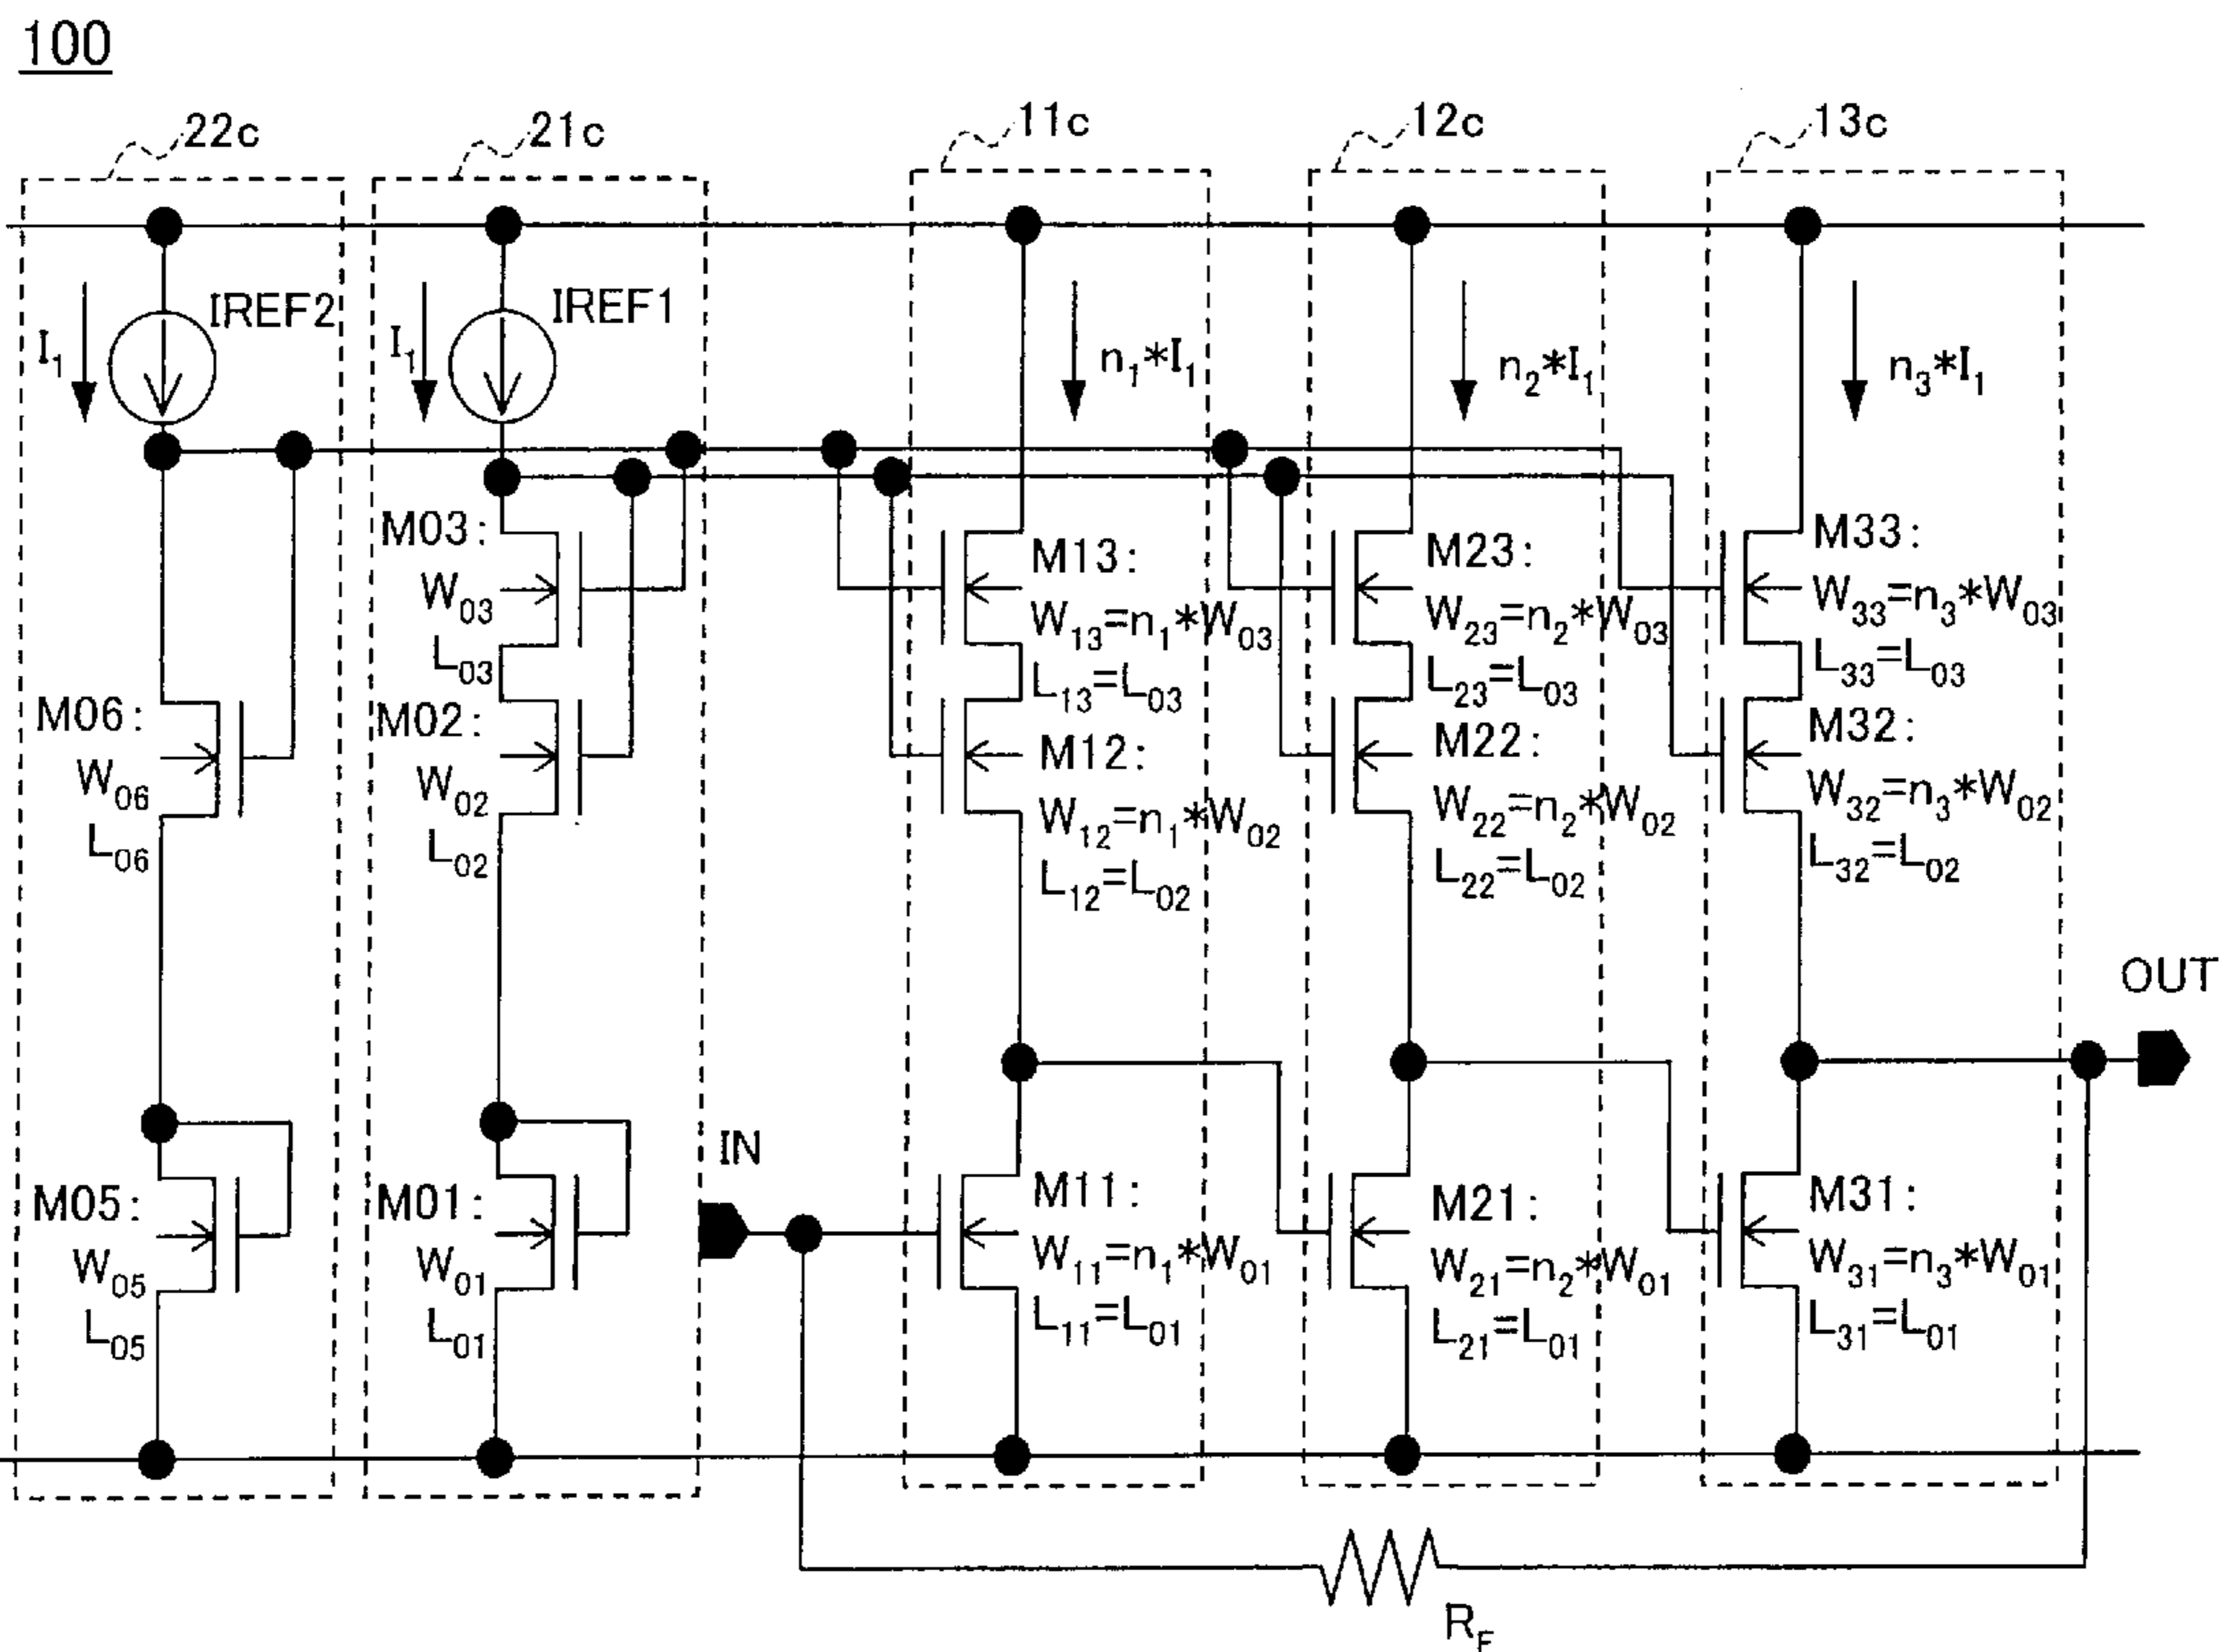 100
22c
21c
11c
12c
13c
I₁
IREF2
I₁
IREF1
n₁*I₁
n₂*I₁
n₃*I₁
M06:
W₀₆
L₀₆
M05:
W₀₅
L₀₅
M03:
W₀₃
L₀₃
M02:
W₀₂
L₀₂
M01:
W₀₁
L₀₁
IN
M13:
W₁₃=n₁*W₀₃
L₁₃=L₀₃
M12:
W₁₂=n₁*W₀₂
L₁₂=L₀₂
M11:
W₁₁=n₁*W₀₁
L₁₁=L₀₁
M23:
W₂₃=n₂*W₀₃
L₂₃=L₀₃
M22:
W₂₂=n₂*W₀₂
L₂₂=L₀₂
M21:
W₂₁=n₂*W₀₁
L₂₁=L₀₁
M33:
W₃₃=n₃*W₀₃
L₃₃=L₀₃
M32:
W₃₂=n₃*W₀₂
L₃₂=L₀₂
M31:
W₃₁=n₃*W₀₁
L₃₁=L₀₁
OUT
R_F